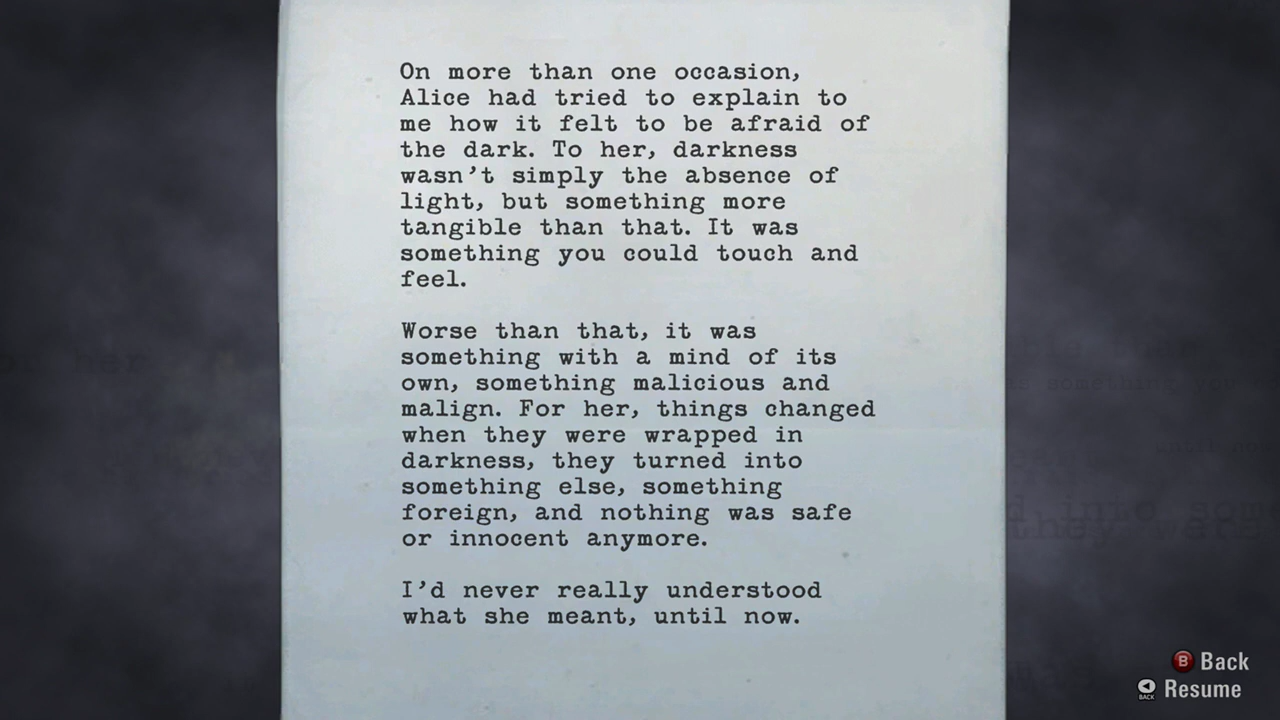 On more than one occasion,
Alice had tried to explain to
me how it felt to be afraid of
the dark. To her, darkness
wasn't simply the absence of
light, but something more
tangible than that. It was
something you could touch and
feel.
Worse than that, it was
something with a mind of its
own, something malicious and
malign. For her, things changed
when they were wrapped in
darkness, they turned into
something else, something
foreign, and nothing was safe
or innocent anymore.
I'd never really understood
what she meant, until now.
B Back
BACK Resume